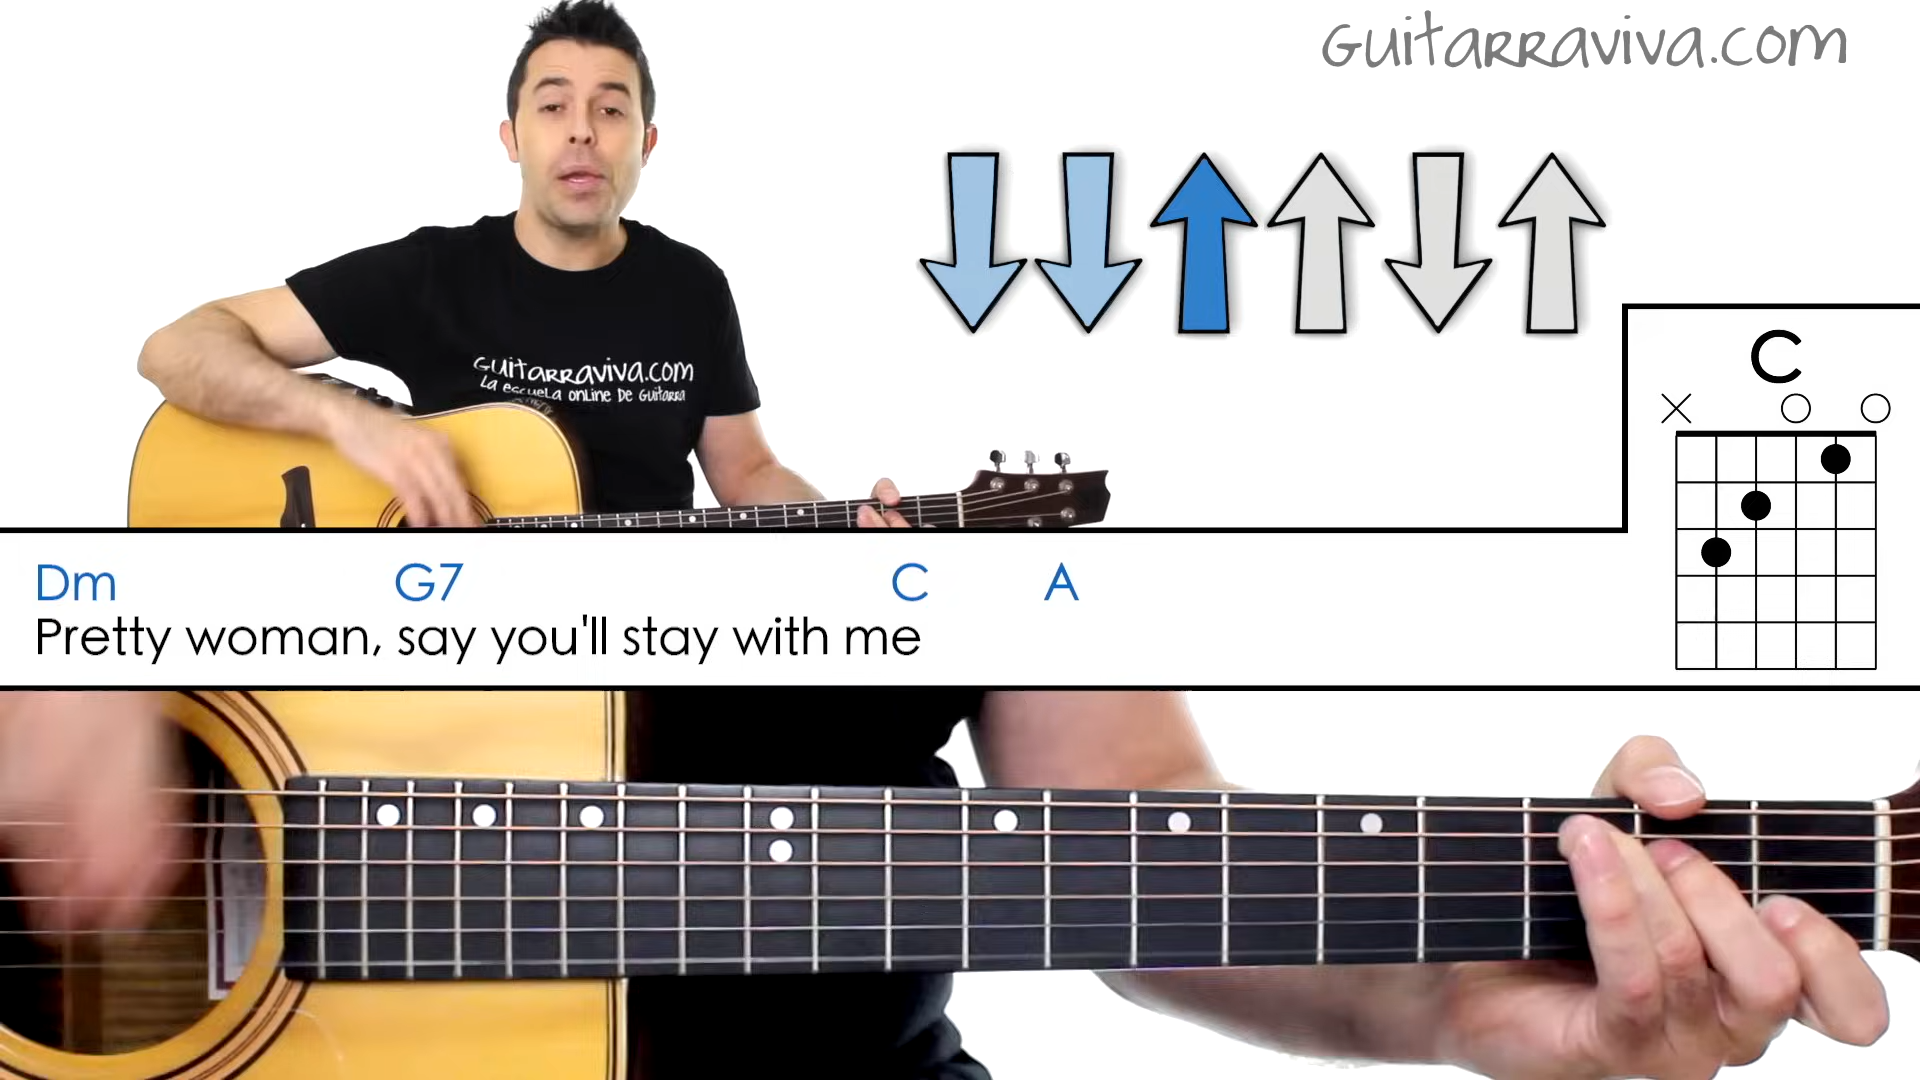 GUITARRAVIVA.COM
GUITARRAVIVA.COM
La escuela online de guitarra
C
Dm G7 C A
Pretty woman, say you'll stay with me